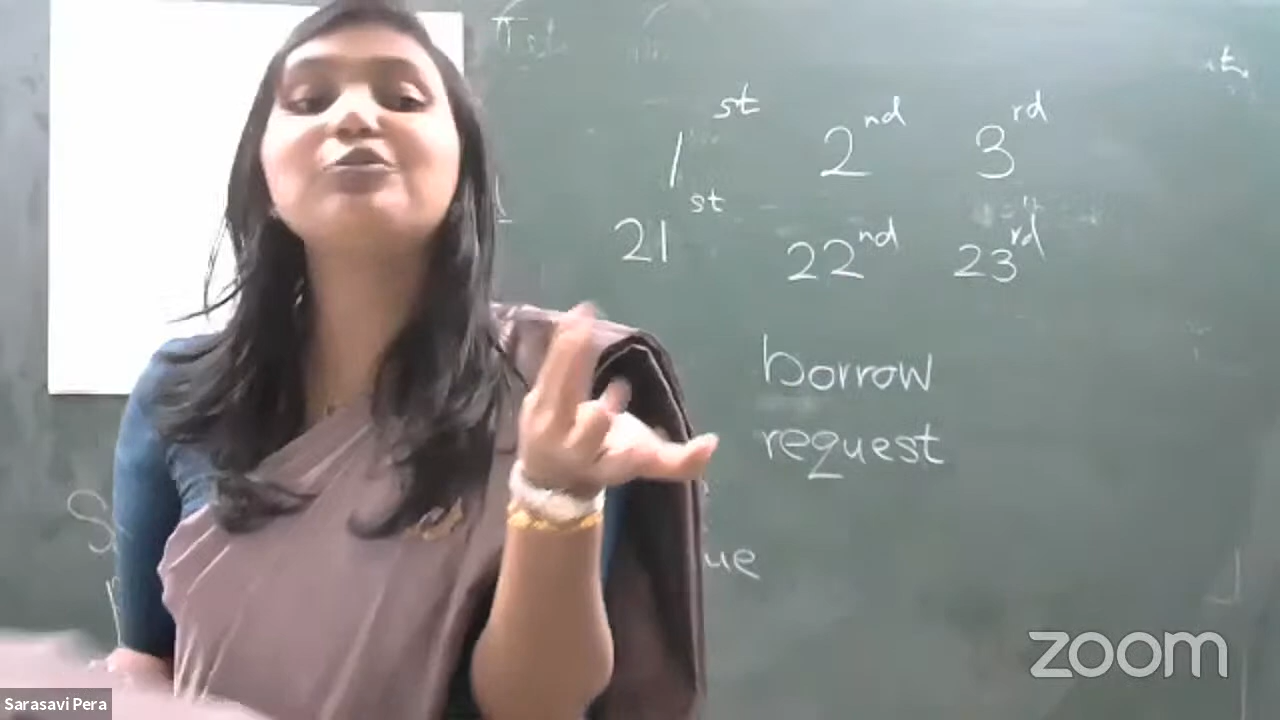 1st 2nd 3rd
21st 22nd 23rd
borrow
request
ue
zoom
Sarasavi Pera